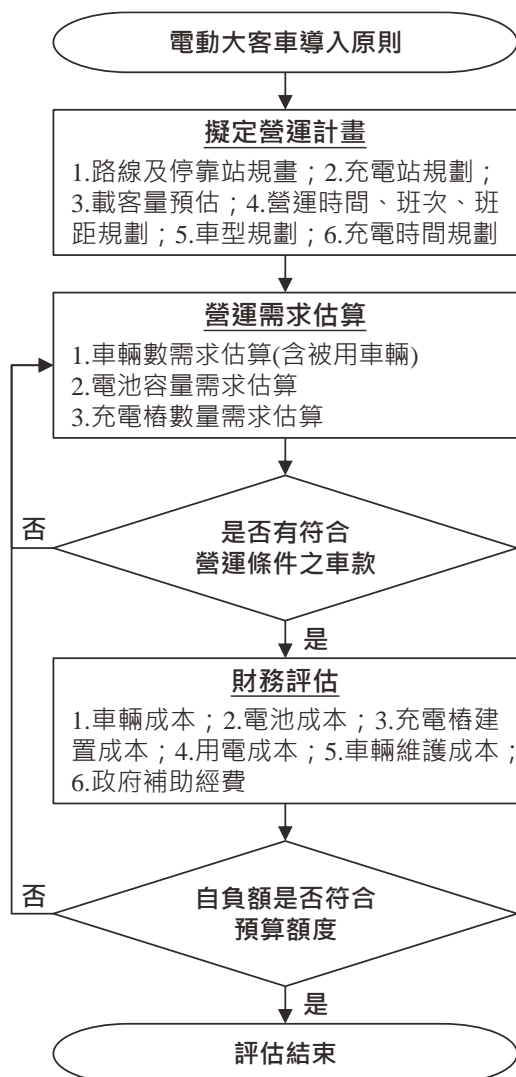 電動大客車導入原則
擬定營運計畫
1.路線及停靠站規畫；2.充電站規劃；
3.載客量預估；4.營運時間、班次、班
距規劃；5.車型規劃；6.充電時間規劃
營運需求估算
1.車輛數需求估算(含被用車輛)
2.電池容量需求估算
3.充電樁數量需求估算
否
是否有符合
營運條件之車款
是
財務評估
1.車輛成本；2.電池成本；3.充電樁建
置成本；4.用電成本；5.車輛維護成本；
6.政府補助經費
否
自負額是否符合
預算額度
是
評估結束